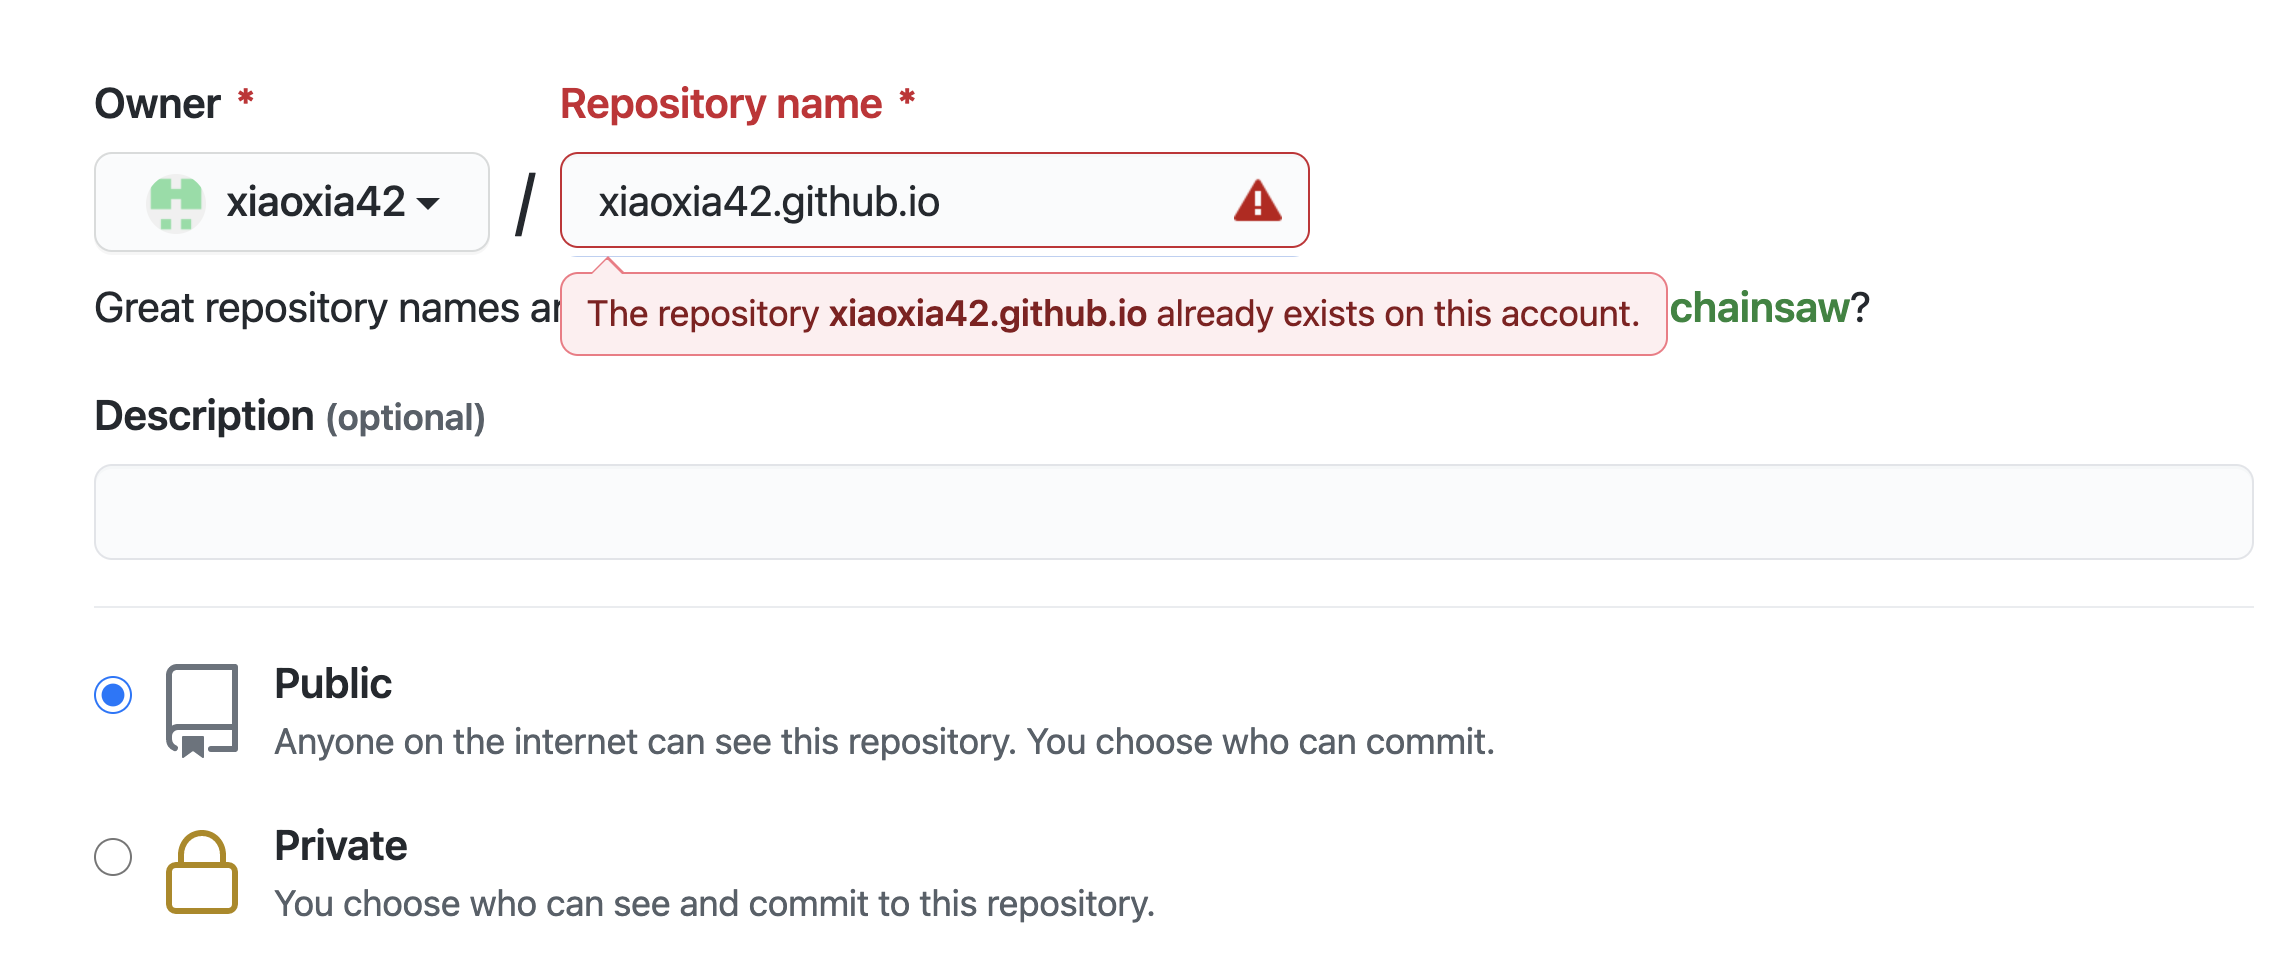 Owner *
Repository name *
xiaoxia42
/
xiaoxia42.github.io
The repository xiaoxia42.github.io already exists on this account.
Great repository names chainsaw?
Description (optional)
Public
Anyone on the internet can see this repository. You choose who can commit.
Private
You choose who can see and commit to this repository.